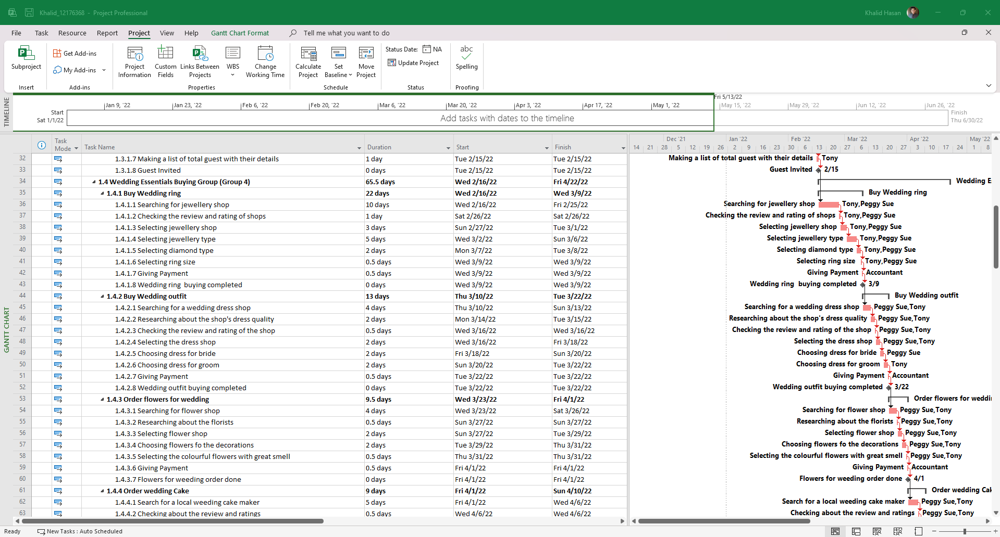 Khalid_12176368 - Project Professional
Khalid Hasan
File Task Resource Report Project View Help Gantt Chart Format Tell me what you want to do
Subproject
Get Add-ins
My Add-ins
Project Information
Custom Fields
Links Between Projects
WBS
Change Working Time
Calculate Project
Set Baseline
Move Project
Status Date: NA
Update Project
abc
Spelling
Insert Add-ins Properties Schedule Status Proofing
TIMELINE
Fri 5/13/22
Jan 9, '22 Jan 23, '22 Feb 6, '22 Feb 20, '22 Mar 6, '22 Mar 20, '22 Apr 3, '22 Apr 17, '22 May 1, '22 May 15, '22 May 29, '22 Jun 12, '22 Jun 26, '22
Start
Sat 1/1/22
Add tasks with dates to the timeline
Finish
Thu 6/30/22
GANTT CHART
Task Mode Task Name Duration Start Finish
Dec '21 Jan '22 Feb '22 Mar '22 Apr '22 May '22
14 21 28 5 12 19 26 2 9 16 23 30 6 13 20 27 6 13 20 27 3 10 17 24 1 8
32 1.3.1.7 Making a list of total guest with their details 1 day Tue 2/15/22 Tue 2/15/22 Making a list of total guest with their details Tony
33 1.3.1.8 Guest Invited 0 days Tue 2/15/22 Tue 2/15/22 Guest Invited 2/15
34 1.4 Wedding Essentials Buying Group (Group 4) 65.5 days Wed 2/16/22 Fri 4/22/22 Wedding E
35 1.4.1 Buy Wedding ring 22 days Wed 2/16/22 Wed 3/9/22 Buy Wedding ring
36 1.4.1.1 Searching for jewellery shop 10 days Wed 2/16/22 Fri 2/25/22 Searching for jewellery shop Tony,Peggy Sue
37 1.4.1.2 Checking the review and rating of shops 1 day Sat 2/26/22 Sat 2/26/22 Checking the review and rating of shops Tony,Peggy Sue
38 1.4.1.3 Selecting jewellery shop 3 days Sun 2/27/22 Tue 3/1/22 Selecting jewellery shop Tony,Peggy Sue
39 1.4.1.4 Selecting jewellery type 5 days Wed 3/2/22 Sun 3/6/22 Selecting jewellery type Tony,Peggy Sue
40 1.4.1.5 Selecting diamond type 2 days Mon 3/7/22 Tue 3/8/22 Selecting diamond type Tony,Peggy Sue
41 1.4.1.6 Selecting ring size 0.5 days Wed 3/9/22 Wed 3/9/22 Selecting ring size Tony,Peggy Sue
42 1.4.1.7 Giving Payment 0.5 days Wed 3/9/22 Wed 3/9/22 Giving Payment Accountant
43 1.4.1.8 Wedding ring  buying completed 0 days Wed 3/9/22 Wed 3/9/22 Wedding ring  buying completed 3/9
44 1.4.2 Buy Wedding outfit 13 days Thu 3/10/22 Tue 3/22/22 Buy Wedding outfit
45 1.4.2.1 Searching for a wedding dress shop 4 days Thu 3/10/22 Sun 3/13/22 Searching for a wedding dress shop Peggy Sue,Tony
46 1.4.2.2 Researching about the shop's dress quality 2 days Mon 3/14/22 Tue 3/15/22 Researching about the shop's dress quality Peggy Sue,Tony
47 1.4.2.3 Checking the review and rating of the shop 0.5 days Wed 3/16/22 Wed 3/16/22 Checking the review and rating of the shop Peggy Sue,Tony
48 1.4.2.4 Selecting the dress shop 2 days Wed 3/16/22 Fri 3/18/22 Selecting the dress shop Peggy Sue,Tony
49 1.4.2.5 Choosing dress for bride 2 days Fri 3/18/22 Sun 3/20/22 Choosing dress for bride Peggy Sue
50 1.4.2.6 Choosing dress for groom 2 days Sun 3/20/22 Tue 3/22/22 Choosing dress for groom Tony
51 1.4.2.7 Giving Payment 0.5 days Tue 3/22/22 Tue 3/22/22 Giving Payment Accountant
52 1.4.2.8 Wedding outfit buying completed 0 days Tue 3/22/22 Tue 3/22/22 Wedding outfit buying completed 3/22
53 1.4.3 Order flowers for wedding 9.5 days Wed 3/23/22 Fri 4/1/22 Order flowers for weddi
54 1.4.3.1 Searching for flower shop 4 days Wed 3/23/22 Sat 3/26/22 Searching for flower shop Peggy Sue,Tony
55 1.4.3.2 Researching about the florists 0.5 days Sun 3/27/22 Sun 3/27/22 Researching about the florists Peggy Sue,Tony
56 1.4.3.3 Selecting flower shop 2 days Sun 3/27/22 Tue 3/29/22 Selecting flower shop Peggy Sue,Tony
57 1.4.3.4 Choosing flowers fo the decorations 2 days Tue 3/29/22 Thu 3/31/22 Choosing flowers fo the decorations Peggy Sue,Tony
58 1.4.3.5 Selecting the colourful flowers with great smell 0.5 days Thu 3/31/22 Thu 3/31/22 Selecting the colourful flowers with great smell Peggy Sue,Tony
59 1.4.3.6 Giving Payment 0.5 days Fri 4/1/22 Fri 4/1/22 Giving Payment Accountant
60 1.4.3.7 Flowers for weeding order done 0 days Fri 4/1/22 Fri 4/1/22 Flowers for weeding order done 4/1
61 1.4.4 Order wedding Cake 9 days Fri 4/1/22 Sun 4/10/22 Order wedding Cak
62 1.4.4.1 Search for a local weeding cake maker 5 days Fri 4/1/22 Wed 4/6/22 Search for a local weeding cake maker Peggy Sue,Tony
63 1.4.4.2 Checking about the review and ratings 0.5 days Wed 4/6/22 Wed 4/6/22 Checking about the review and ratings Peggy Sue,Tony
Ready New Tasks : Auto Scheduled